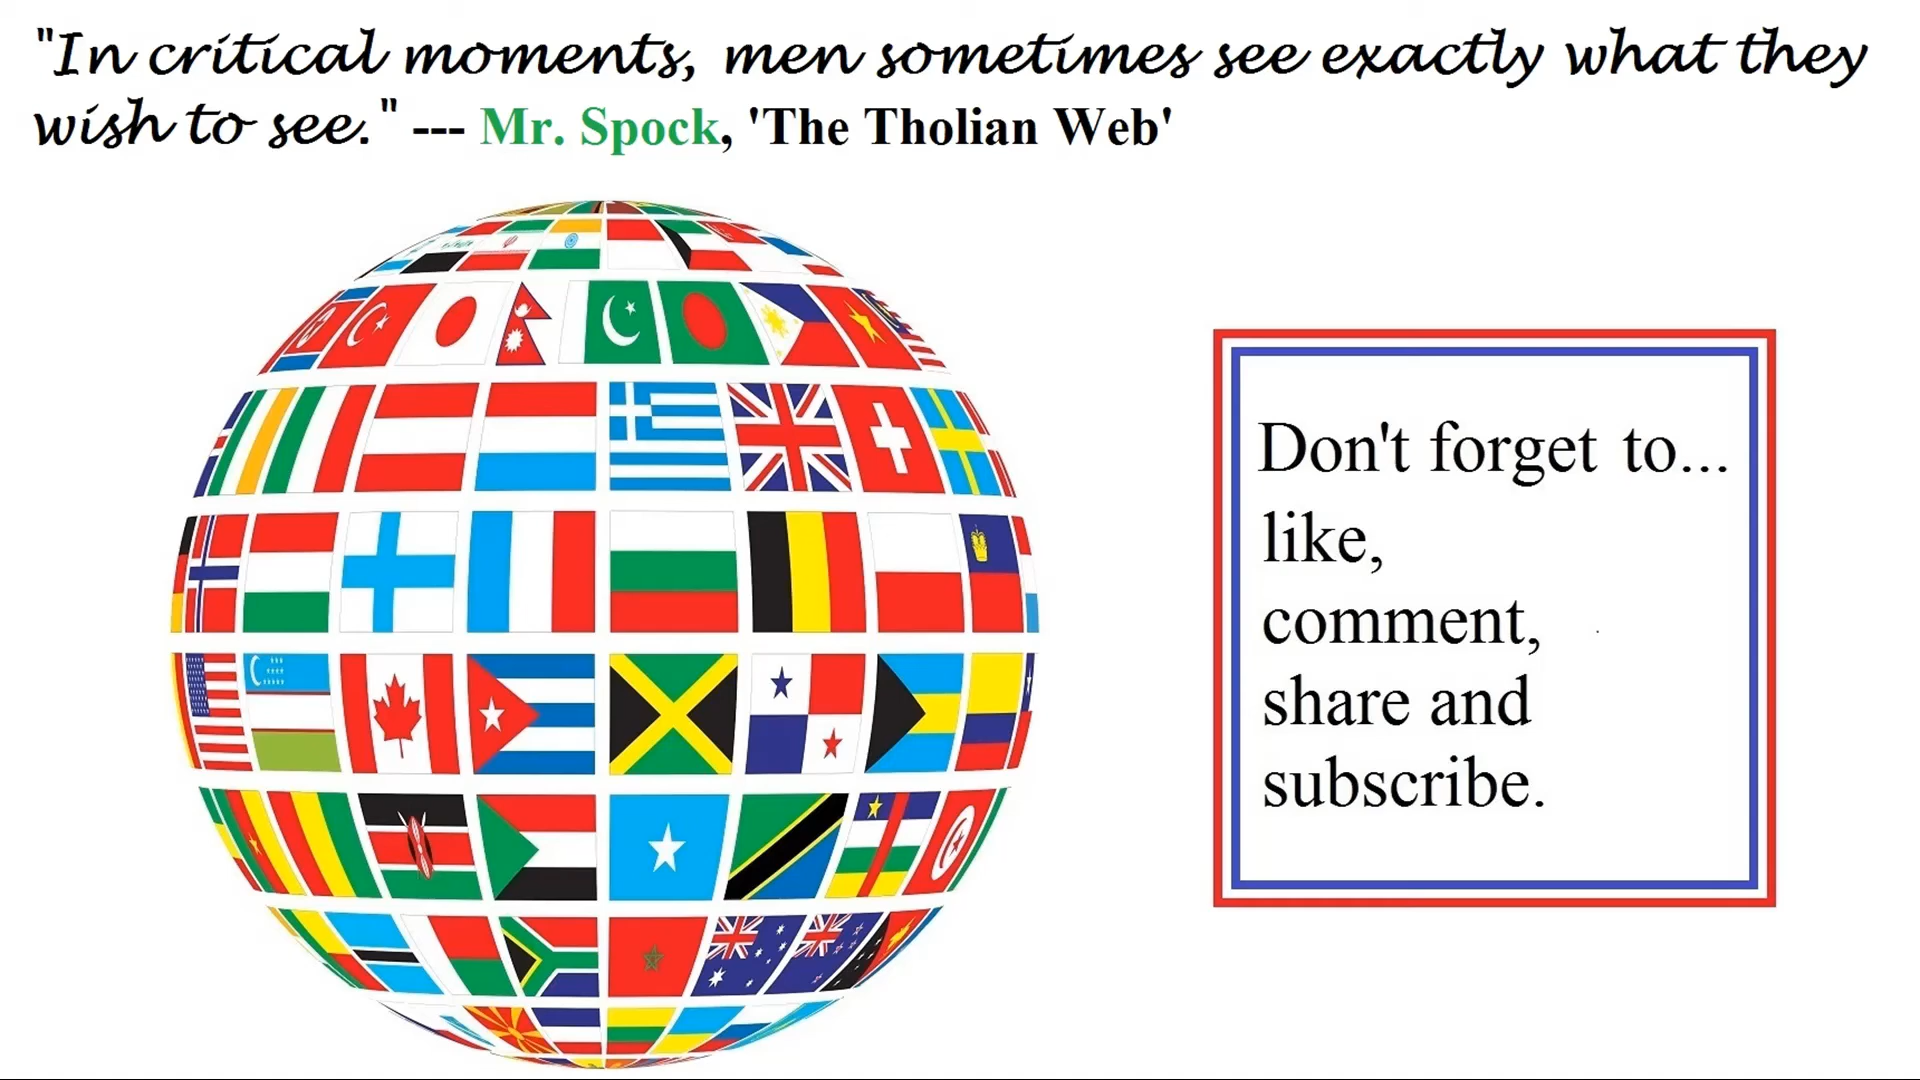 "In critical moments, men sometimes see exactly what they
wish to see." --- Mr. Spock, 'The Tholian Web'
Don't forget to...
like,
comment,
share and
subscribe.